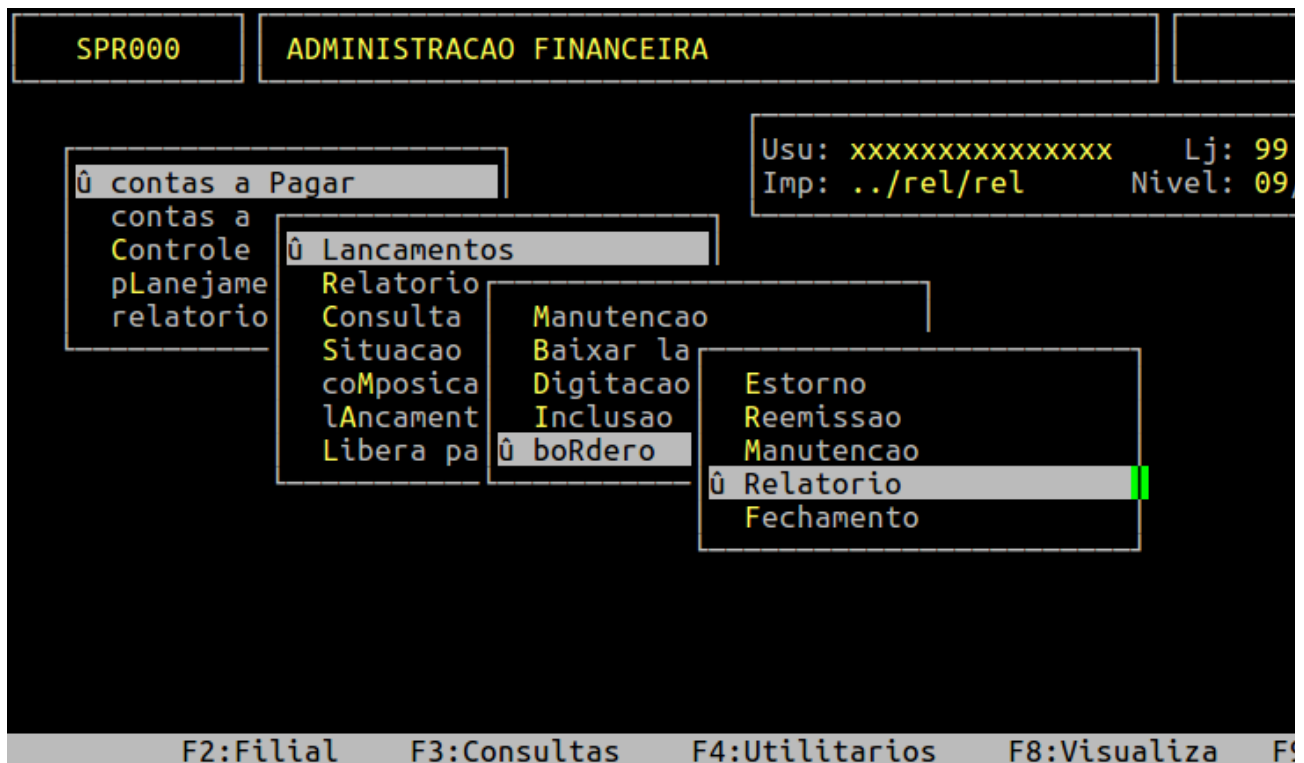 SPR000 ADMINISTRACAO FINANCEIRA
Usu: xxxxxxxxxxxxxxx Lj: 99
û contas a Pagar Imp: ../rel/rel Nivel: 09/
contas a
Controle û Lancamentos
pLanejame Relatorio
relatorio Consulta Manutencao
Situacao Baixar la
coMposica Digitacao Estorno
lAncament Inclusao Reemissao
Libera pa û boRdero Manutencao
û Relatorio
Fechamento
F2:Filial F3:Consultas F4:Utilitarios F8:Visualiza F9